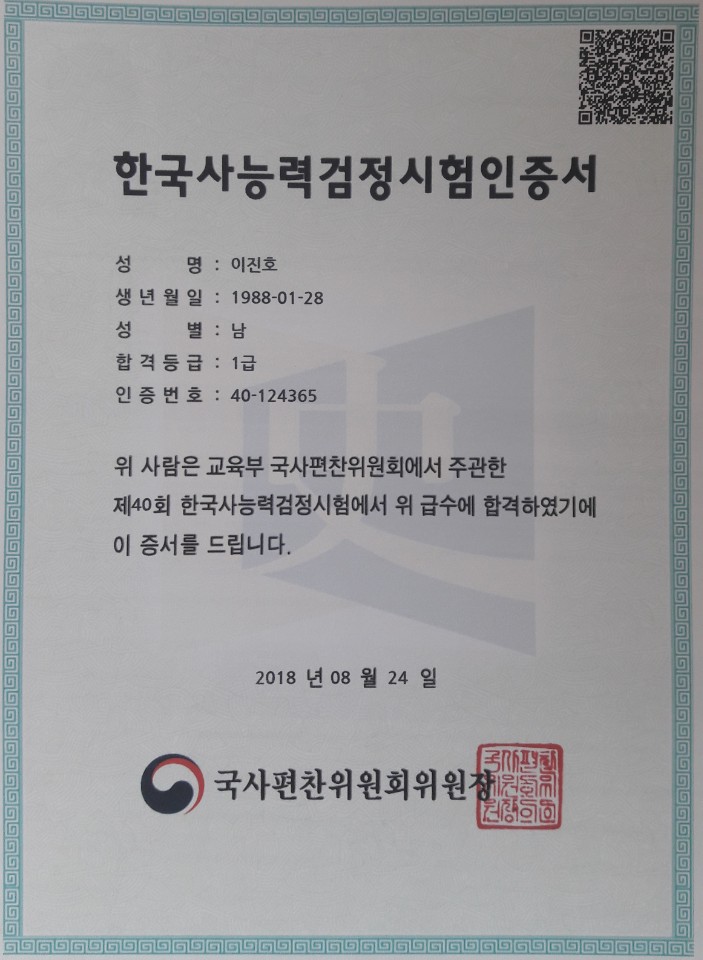 한국사능력검정시험인증서
성 명 : 이진호
생년월일 : 1988-01-28
성 별 : 남
합격등급 : 1급
인증번호 : 40-124365
史
위 사람은 교육부 국사편찬위원회에서 주관한
제40회 한국사능력검정시험에서 위 급수에 합격하였기에
이 증서를 드립니다.
2018 년 08 월 24 일
국사편찬위원회위원장